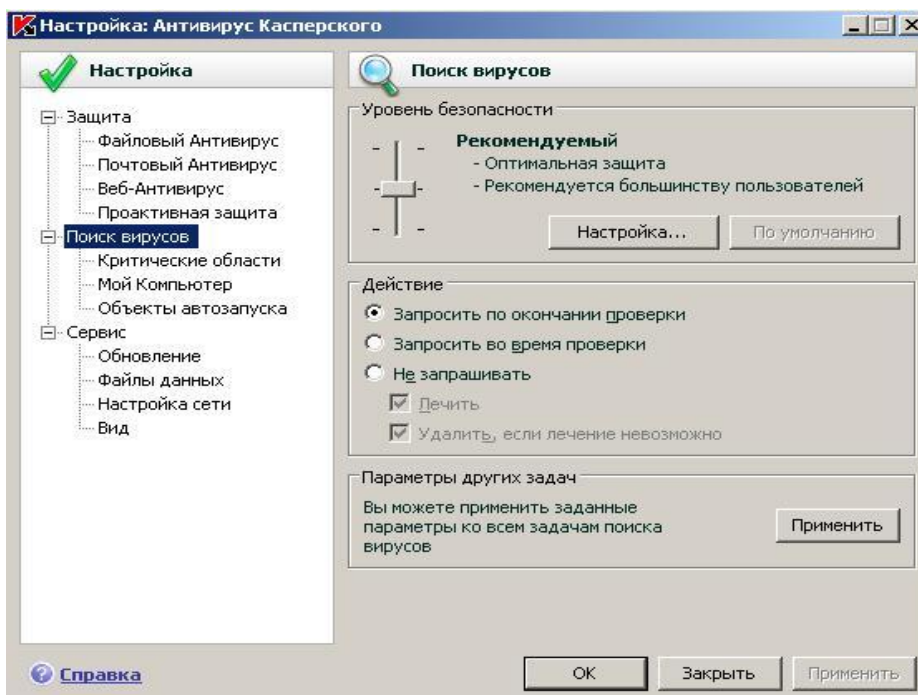 Настройка: Антивирус Касперского
Настройка
Защита
Файловый Антивирус
Почтовый Антивирус
Веб-Антивирус
Проактивная защита
Поиск вирусов
Критические области
Мой Компьютер
Объекты автозапуска
Сервис
Обновление
Файлы данных
Настройка сети
Вид
Справка
Поиск вирусов
Уровень безопасности
Рекомендуемый
- Оптимальная защита
- Рекомендуется большинству пользователей
Настройка...
По умолчанию
Действие
Запросить по окончании проверки
Запросить во время проверки
Не запрашивать
Лечить
Удалить, если лечение невозможно
Параметры других задач
Вы можете применить заданные
параметры ко всем задачам поиска
вирусов
Применить
ОК
Закрыть
Применить